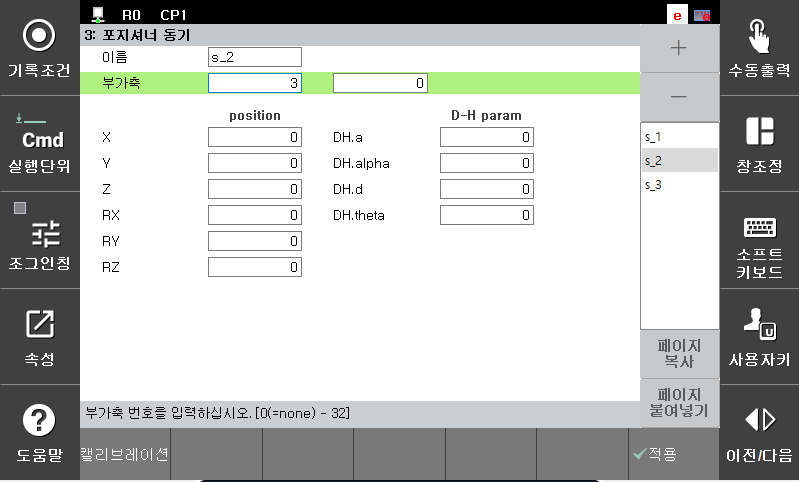 R0 CP1
e
3: 포지셔너 동기
이름 s_2
부가축 3 0
position D-H param
X 0 DH.a 0
Y 0 DH.alpha 0
Z 0 DH.d 0
RX 0 DH.theta 0
RY 0
RZ 0
부가축 번호를 입력하십시오.[0(=none) - 32]
기록조건
Cmd
실행단위
조그인칭
속성
도움말
+
-
s_1
s_2
s_3
페이지
복사
페이지
붙여넣기
수동출력
창조정
소프트
키보드
U
사용자키
이전/다음
캘리브레이션
적용